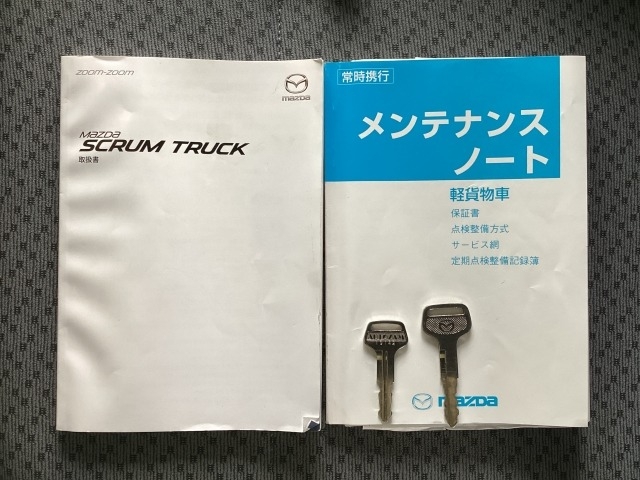 zoom-zoom
mazda
mazda
SCRUM TRUCK
取扱書
常時携行
メンテナンス
ノート
軽貨物車
保証書
点検整備方式
サービス網
定期点検整備記録簿
AUTOZAM
mazda